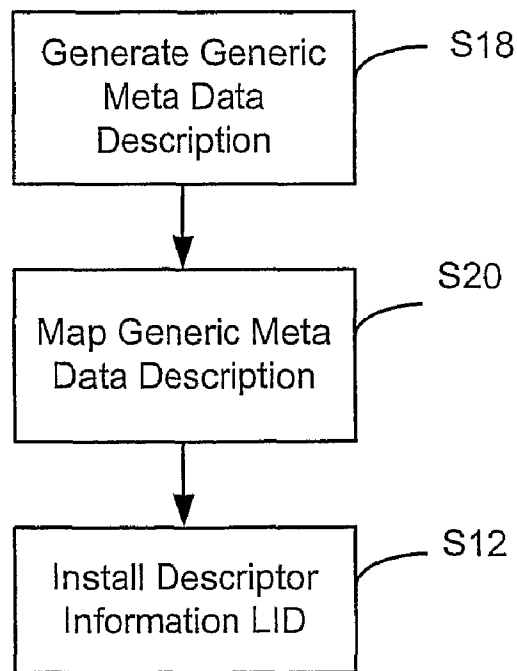 Generate Generic
Meta Data
Description
S18
Map Generic Meta
Data Description
S20
Install Descriptor
Information LID
S12